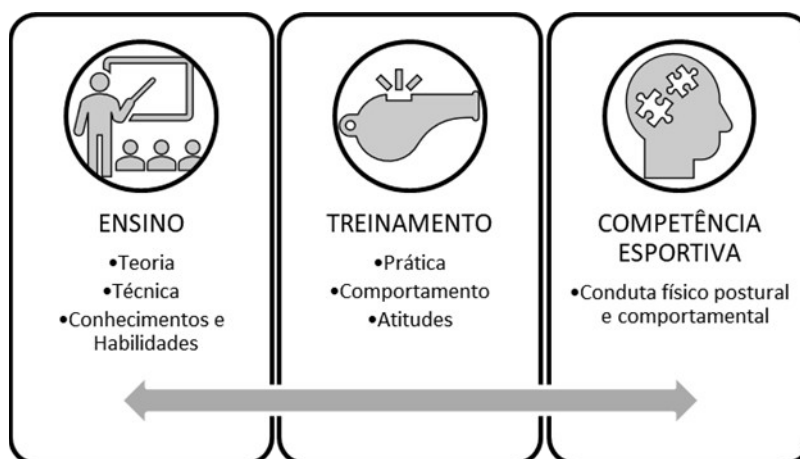 ENSINO
•Teoria
•Técnica
•Conhecimentos e
Habilidades
TREINAMENTO
•Prática
•Comportamento
•Atitudes
COMPETÊNCIA
ESPORTIVA
•Conduta físico postural
e comportamental